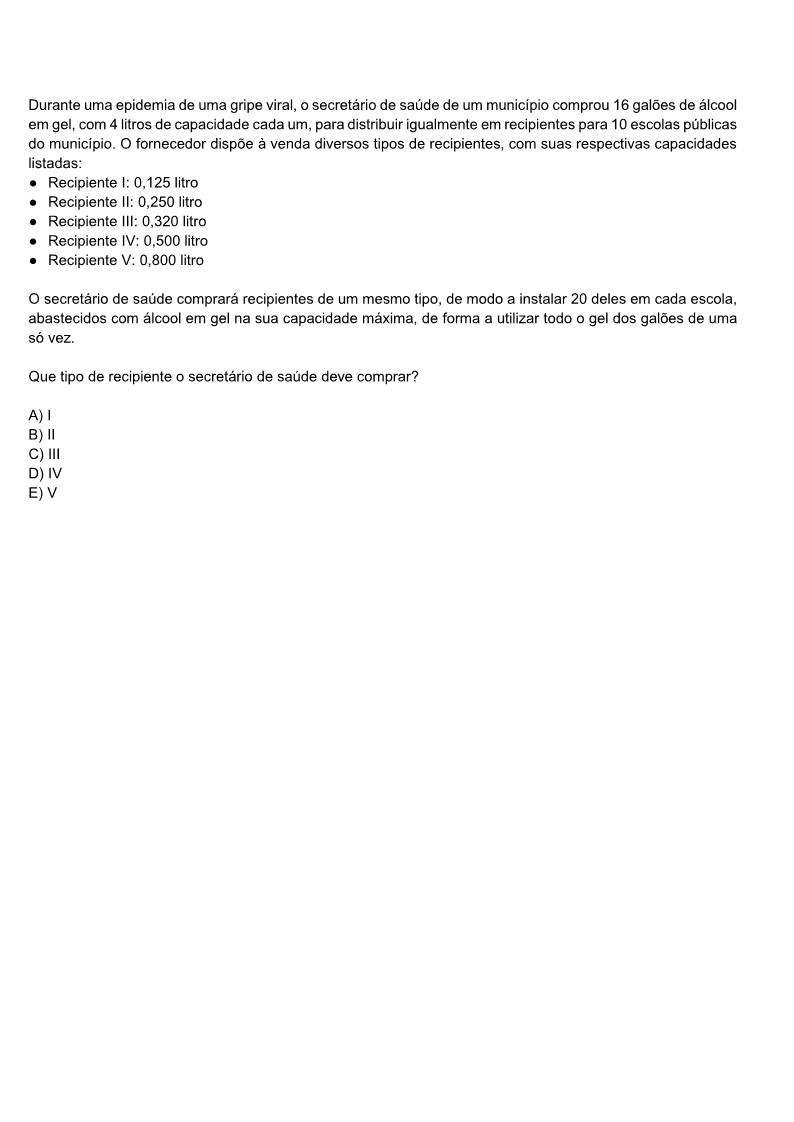 Durante uma epidemia de uma gripe viral, o secretário de saúde de um município comprou 16 galões de álcool
em gel, com 4 litros de capacidade cada um, para distribuir igualmente em recipientes para 10 escolas públicas
do município. O fornecedor dispõe à venda diversos tipos de recipientes, com suas respectivas capacidades
listadas:
● Recipiente I: 0,125 litro
● Recipiente II: 0,250 litro
● Recipiente III: 0,320 litro
● Recipiente IV: 0,500 litro
● Recipiente V: 0,800 litro
O secretário de saúde comprará recipientes de um mesmo tipo, de modo a instalar 20 deles em cada escola,
abastecidos com álcool em gel na sua capacidade máxima, de forma a utilizar todo o gel dos galões de uma
só vez.
Que tipo de recipiente o secretário de saúde deve comprar?
A) I
B) II
C) III
D) IV
E) V